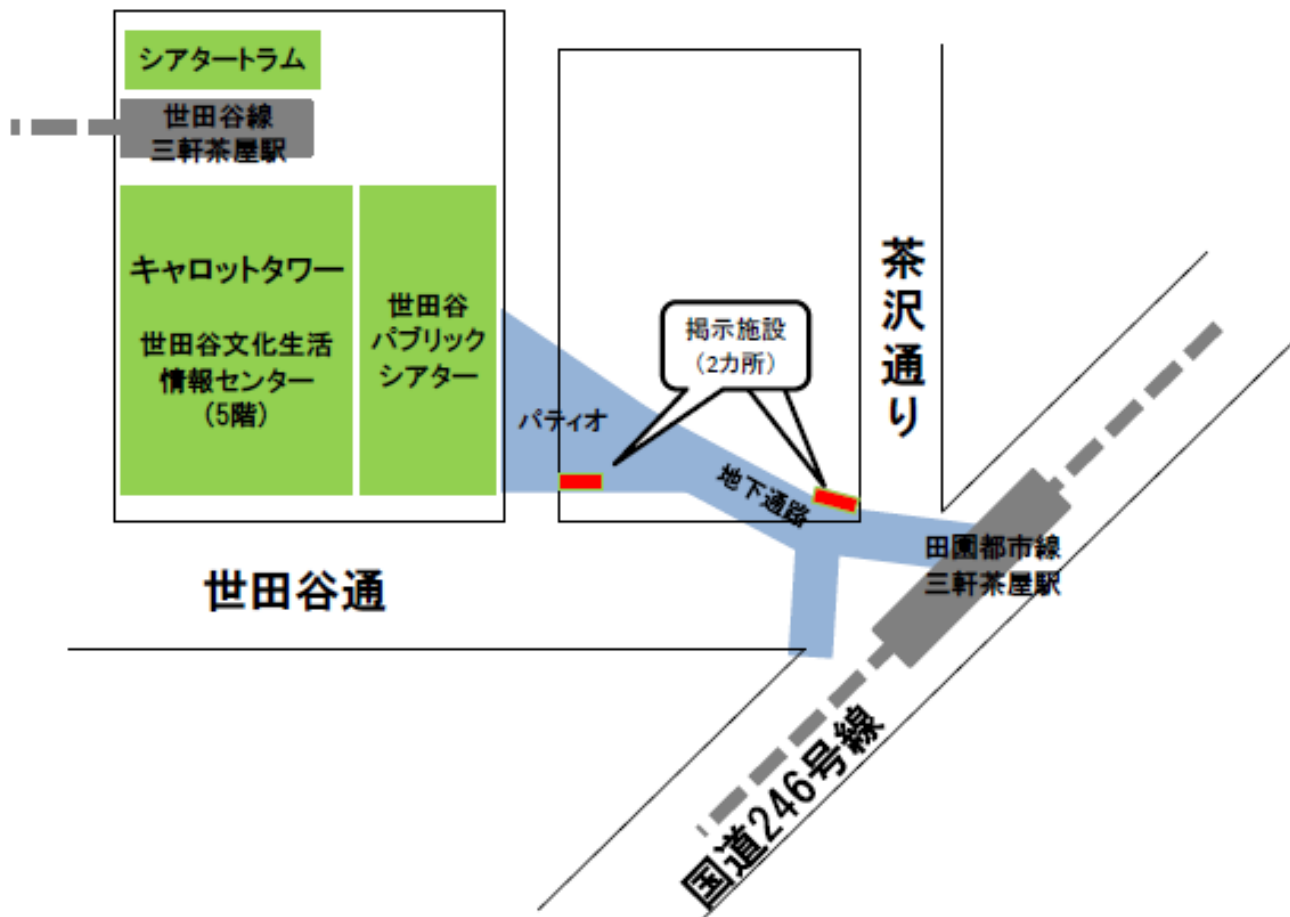 シアタートラム
世田谷線
三軒茶屋駅
キャロットタワー
世田谷文化生活
情報センター
(5階)
世田谷
パブリック
シアター
パティオ
掲示施設
(2カ所)
地下通路
茶沢通り
田園都市線
三軒茶屋駅
世田谷通
国道246号線